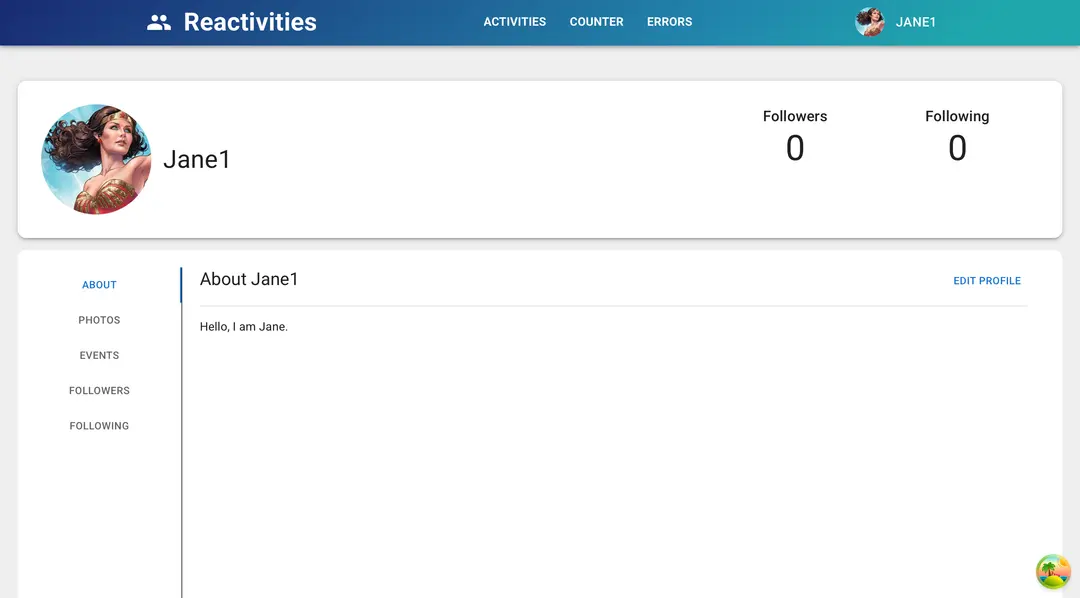 Reactivities
ACTIVITIES COUNTER ERRORS
JANE1
Jane1
Followers
0
Following
0
ABOUT
PHOTOS
EVENTS
FOLLOWERS
FOLLOWING
About Jane1
EDIT PROFILE
Hello, I am Jane.